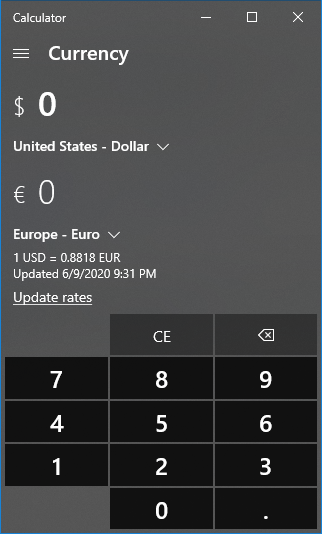 Calculator
Currency
$ 0
United States - Dollar
€ 0
Europe - Euro
1 USD = 0.8818 EUR
Updated 6/9/2020 9:31 PM
Update rates
CE
7 8 9
4 5 6
1 2 3
0 .